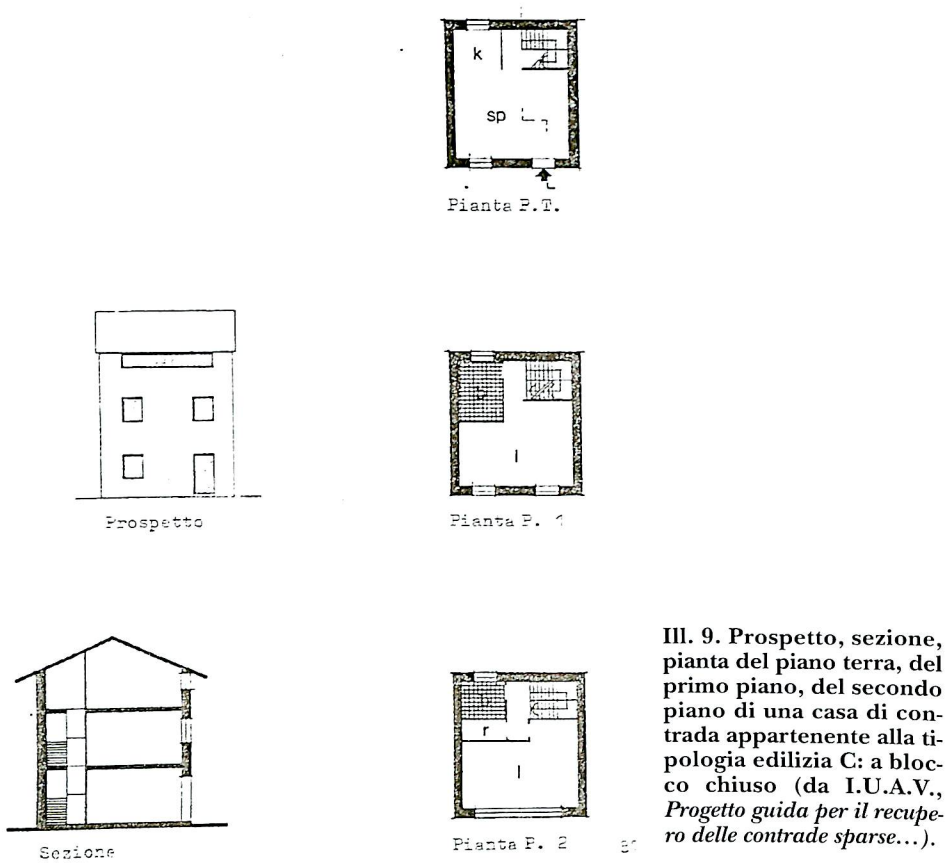 k
sp
Pianta P.T.
Prospetto
b
l
Pianta P. 1
Sezione
b
r
l
Pianta P. 2
Ill. 9. Prospetto, sezione,
pianta del piano terra, del
primo piano, del secondo
piano di una casa di con-
trada appartenente alla ti-
pologia edilizia C: a bloc-
co chiuso (da I.U.A.V.,
Progetto guida per il recupe-
ro delle contrade sparse...).